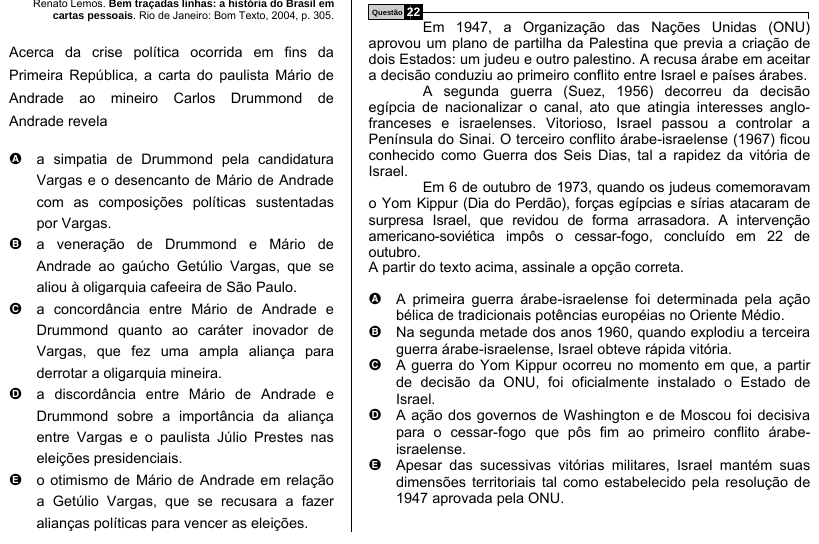 Renato Lemos. Bem traçadas linhas: a história do Brasil em
cartas pessoais. Rio de Janeiro: Bom Texto, 2004, p. 305.
Acerca da crise política ocorrida em fins da
Primeira República, a carta do paulista Mário de
Andrade ao mineiro Carlos Drummond de
Andrade revela
A a simpatia de Drummond pela candidatura
Vargas e o desencanto de Mário de Andrade
com as composições políticas sustentadas
por Vargas.
B a veneração de Drummond e Mário de
Andrade ao gaúcho Getúlio Vargas, que se
aliou à oligarquia cafeeira de São Paulo.
C a concordância entre Mário de Andrade e
Drummond quanto ao caráter inovador de
Vargas, que fez uma ampla aliança para
derrotar a oligarquia mineira.
D a discordância entre Mário de Andrade e
Drummond sobre a importância da aliança
entre Vargas e o paulista Júlio Prestes nas
eleições presidenciais.
E o otimismo de Mário de Andrade em relação
a Getúlio Vargas, que se recusara a fazer
alianças políticas para vencer as eleições.
Questão 22
Em 1947, a Organização das Nações Unidas (ONU)
aprovou um plano de partilha da Palestina que previa a criação de
dois Estados: um judeu e outro palestino. A recusa árabe em aceitar
a decisão conduziu ao primeiro conflito entre Israel e países árabes.
A segunda guerra (Suez, 1956) decorreu da decisão
egípcia de nacionalizar o canal, ato que atingia interesses anglo-
franceses e israelenses. Vitorioso, Israel passou a controlar a
Península do Sinai. O terceiro conflito árabe-israelense (1967) ficou
conhecido como Guerra dos Seis Dias, tal a rapidez da vitória de
Israel.
Em 6 de outubro de 1973, quando os judeus comemoravam
o Yom Kippur (Dia do Perdão), forças egípcias e sírias atacaram de
surpresa Israel, que revidou de forma arrasadora. A intervenção
americano-soviética impôs o cessar-fogo, concluído em 22 de
outubro.
A partir do texto acima, assinale a opção correta.
A A primeira guerra árabe-israelense foi determinada pela ação
bélica de tradicionais potências européias no Oriente Médio.
B Na segunda metade dos anos 1960, quando explodiu a terceira
guerra árabe-israelense, Israel obteve rápida vitória.
C A guerra do Yom Kippur ocorreu no momento em que, a partir
de decisão da ONU, foi oficialmente instalado o Estado de
Israel.
D A ação dos governos de Washington e de Moscou foi decisiva
para o cessar-fogo que pôs fim ao primeiro conflito árabe-
israelense.
E Apesar das sucessivas vitórias militares, Israel mantém suas
dimensões territoriais tal como estabelecido pela resolução de
1947 aprovada pela ONU.